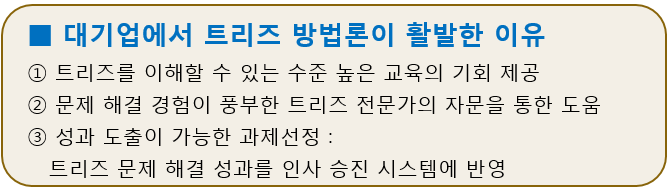 ■ 대기업에서 트리즈 방법론이 활발한 이유
① 트리즈를 이해할 수 있는 수준 높은 교육의 기회 제공
② 문제 해결 경험이 풍부한 트리즈 전문가의 자문을 통한 도움
③ 성과 도출이 가능한 과제선정 :
트리즈 문제 해결 성과를 인사 승진 시스템에 반영